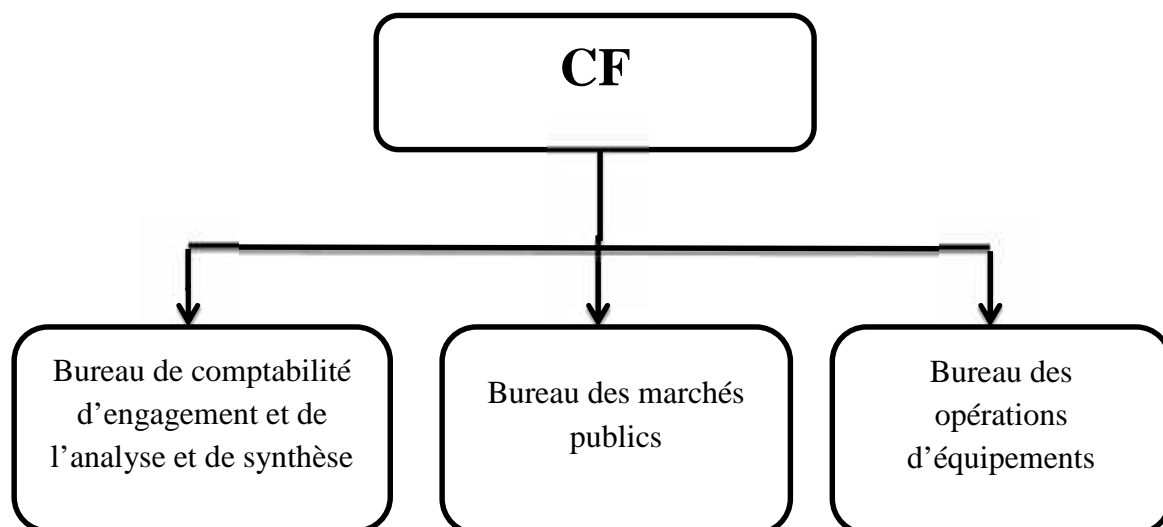 CF
Bureau de comptabilité
d’engagement et de
l’analyse et de synthèse
Bureau des marchés
publics
Bureau des
opérations
d’équipements